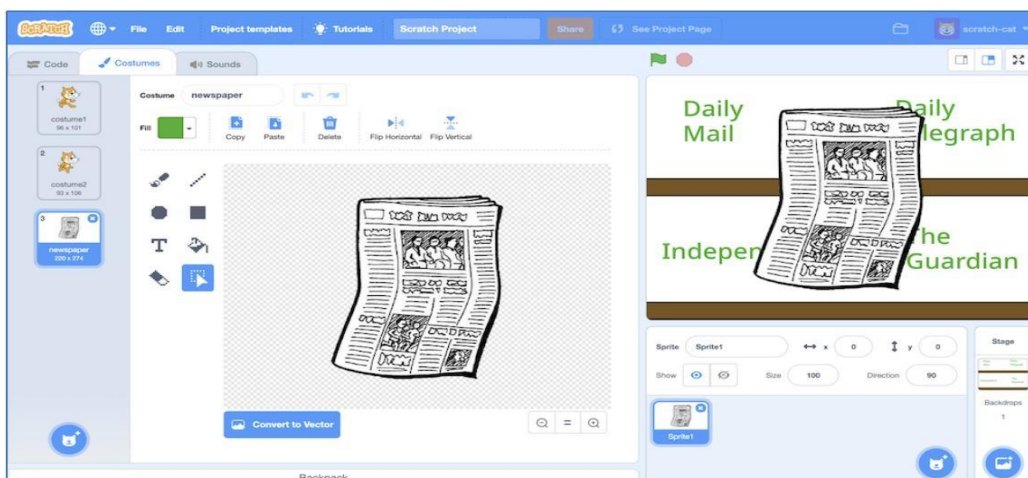 SCRATCH File Edit Project templates Tutorials Scratch Project Share See Project Page scratch-cat
Code Costumes Sounds
1
costume1
96 x 101
2
costume2
93 x 106
3
newspaper
220 x 274
Costume newspaper
Fill
Copy Paste Delete Flip Horizontal Flip Vertical
T
Convert to Vector
Backpack
Daily
Mail
Daily
legraph
Indepen
The
Guardian
Sprite Sprite1 x 0 y 0
Show Size 100 Direction 90
Sprite1
Stage
Backdrops
1